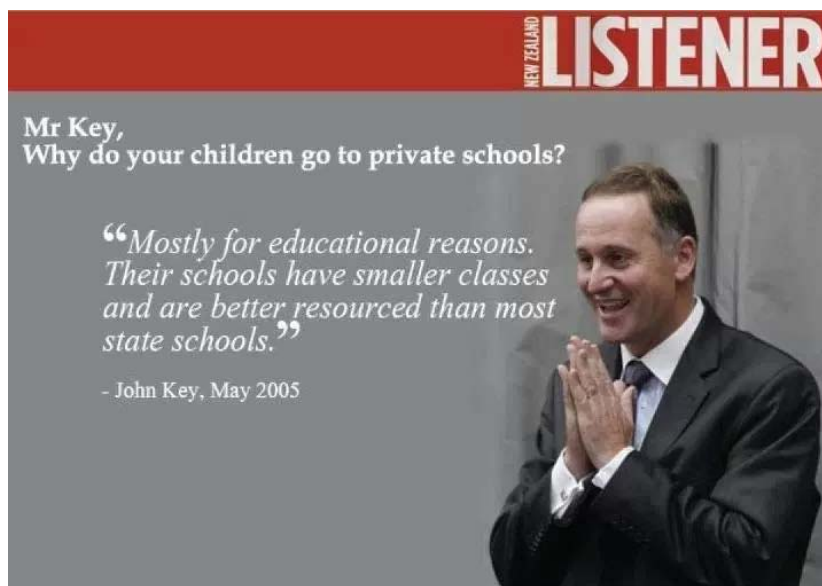 NEW ZEALAND
LISTENER
Mr Key,
Why do your children go to private schools?
“Mostly for educational reasons.
Their schools have smaller classes
and are better resourced than most
state schools.”
- John Key, May 2005